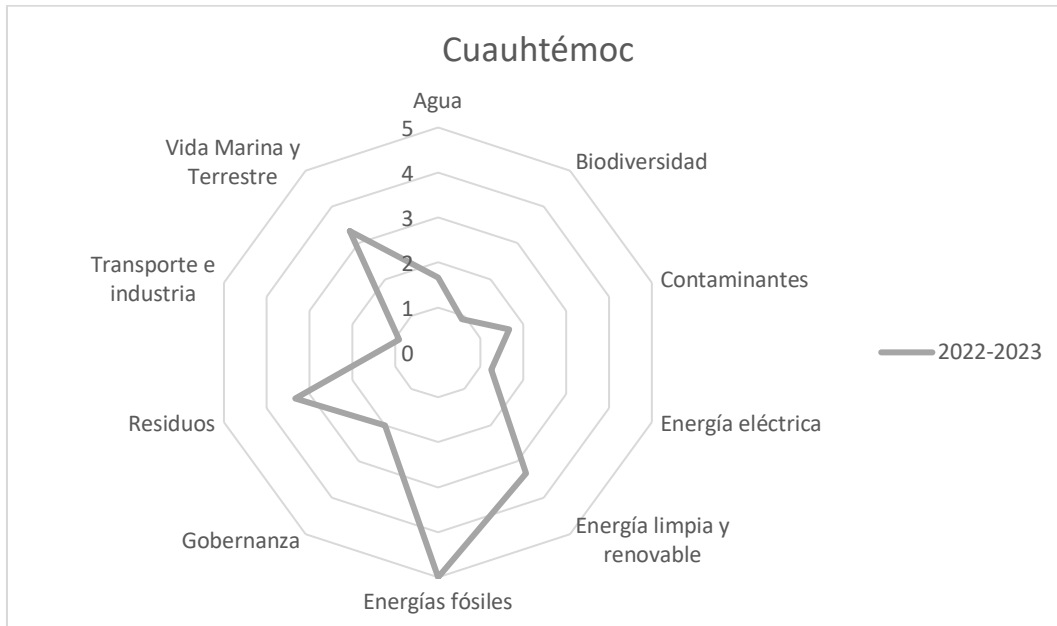 Cuauhtémoc
Agua
Biodiversidad
Contaminantes
Energía eléctrica
Energía limpia y
renovable
Energías fósiles
Gobernanza
Residuos
Transporte e
industria
Vida Marina y
Terrestre
5
4
3
2
1
0
2022-2023